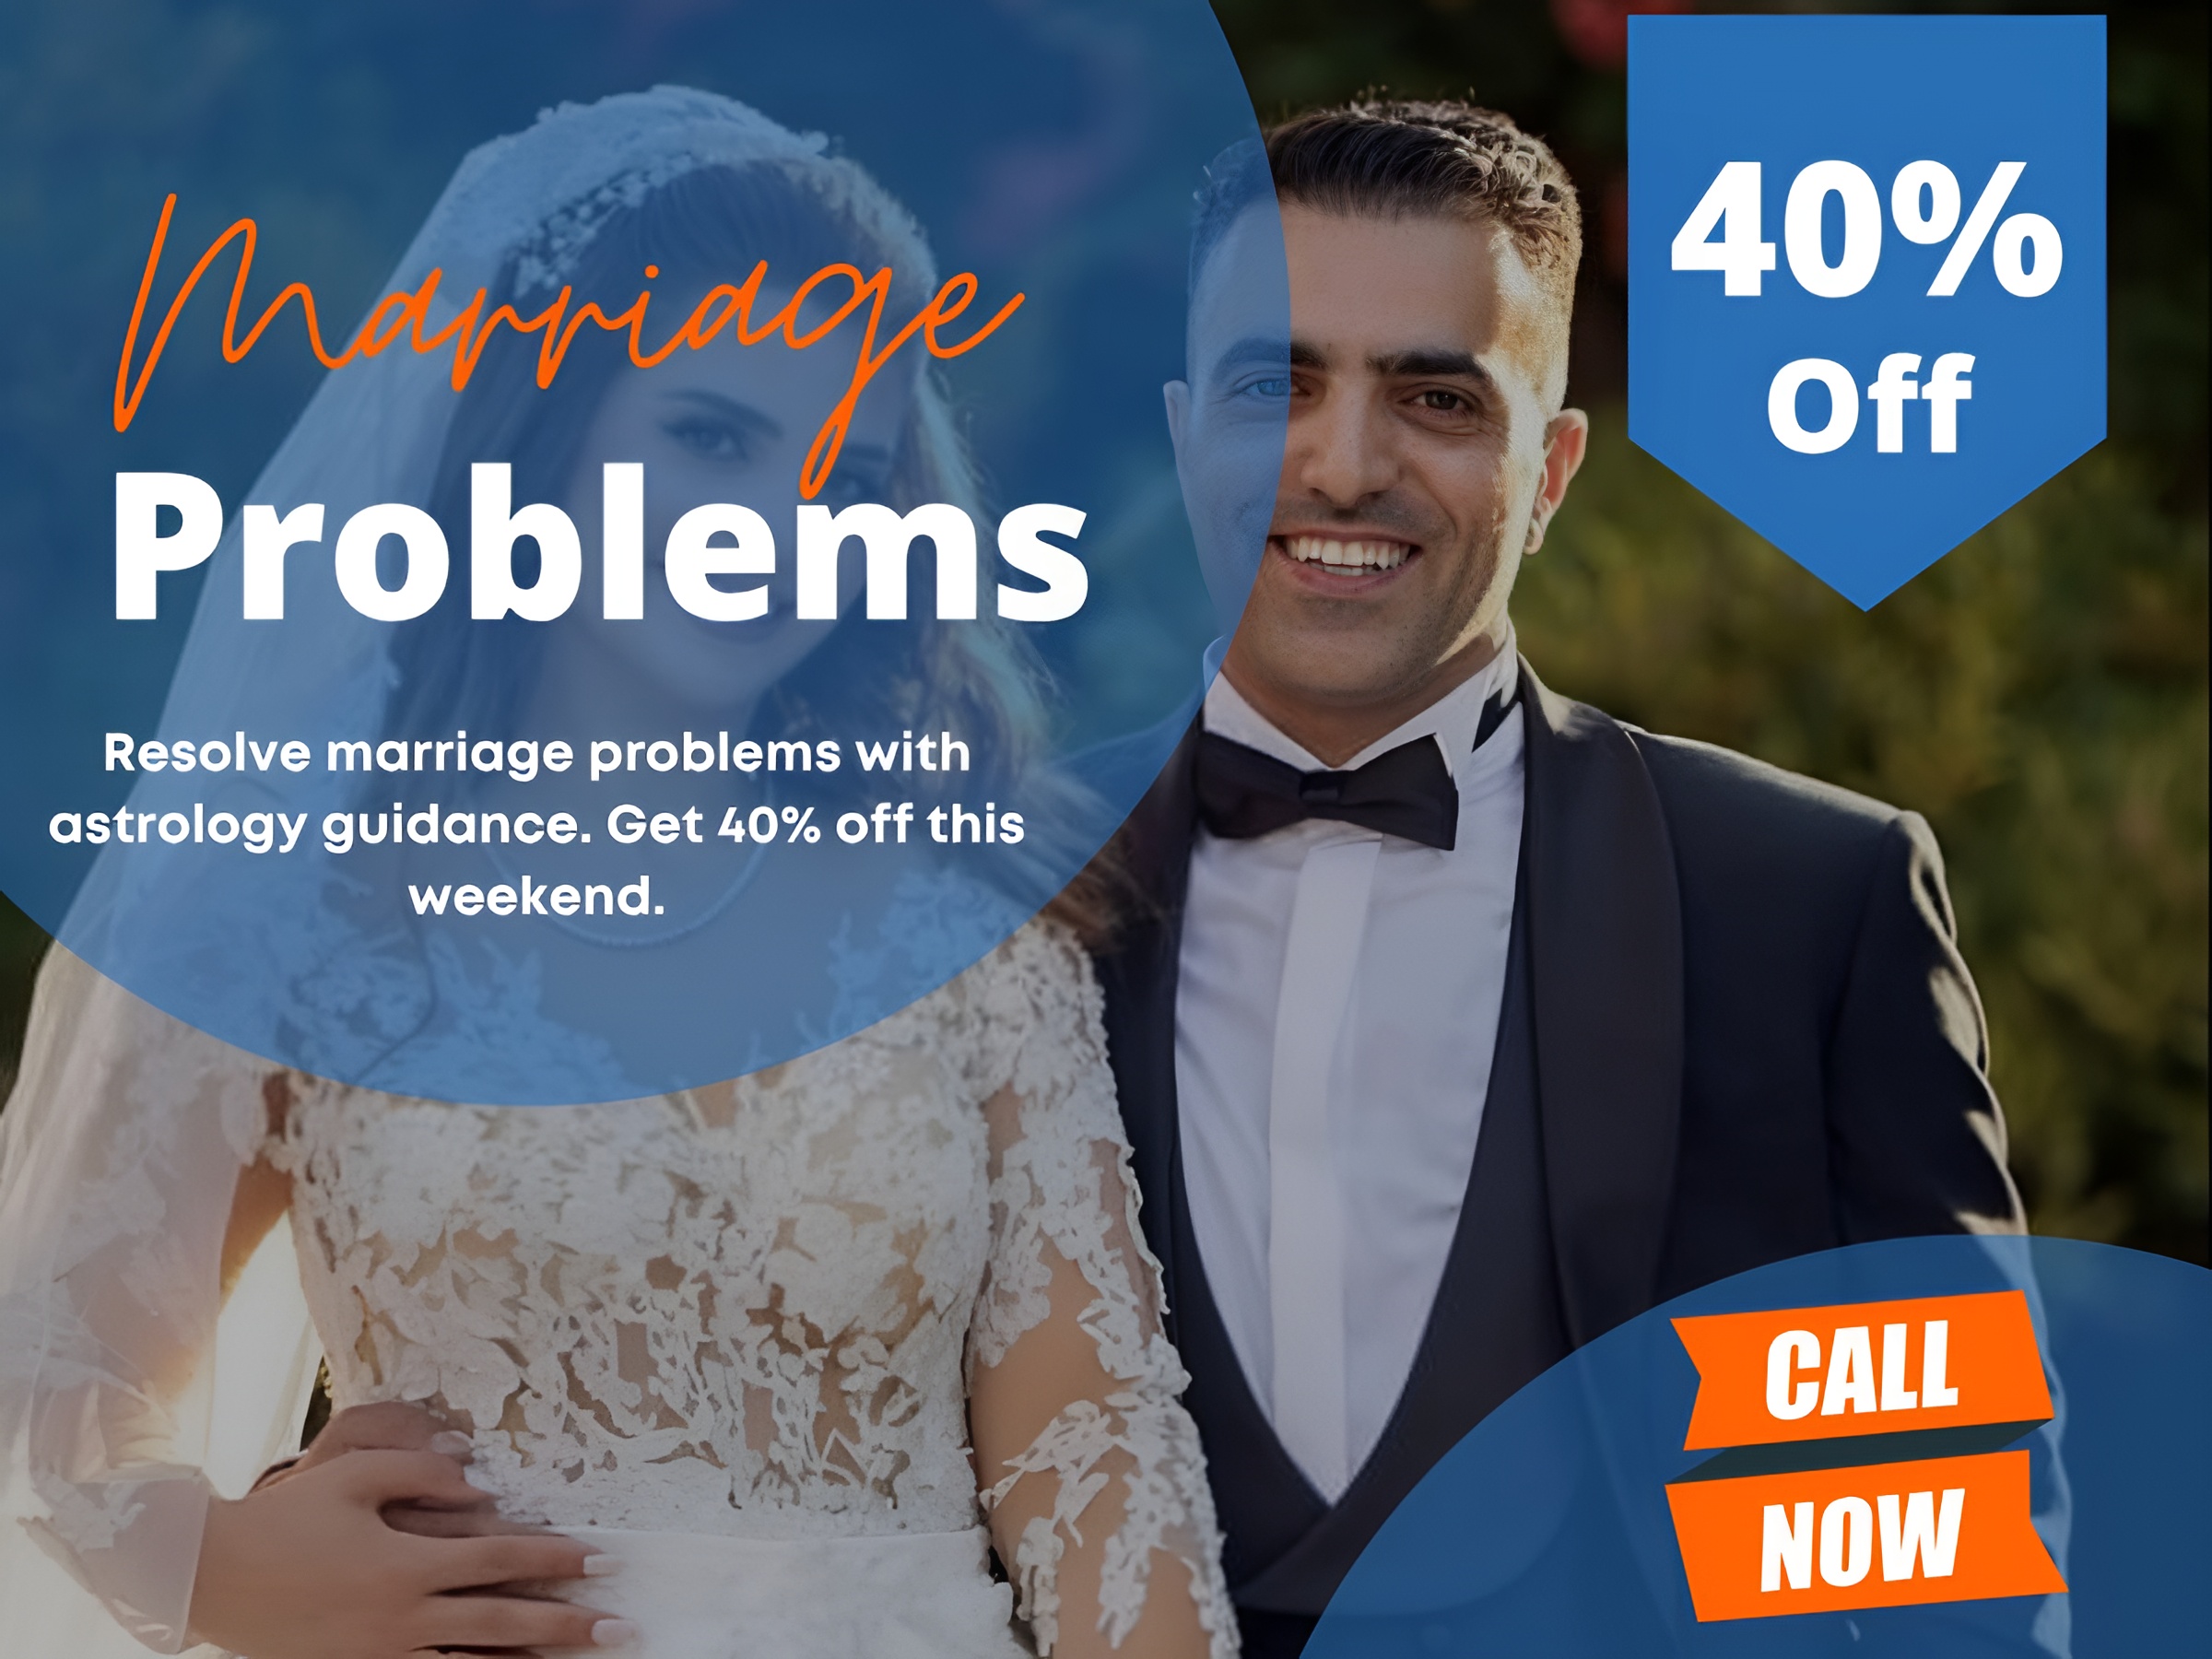 Marriage
Problems
Resolve marriage problems with
astrology guidance. Get 40% off this
weekend.
40%
Off
CALL
NOW